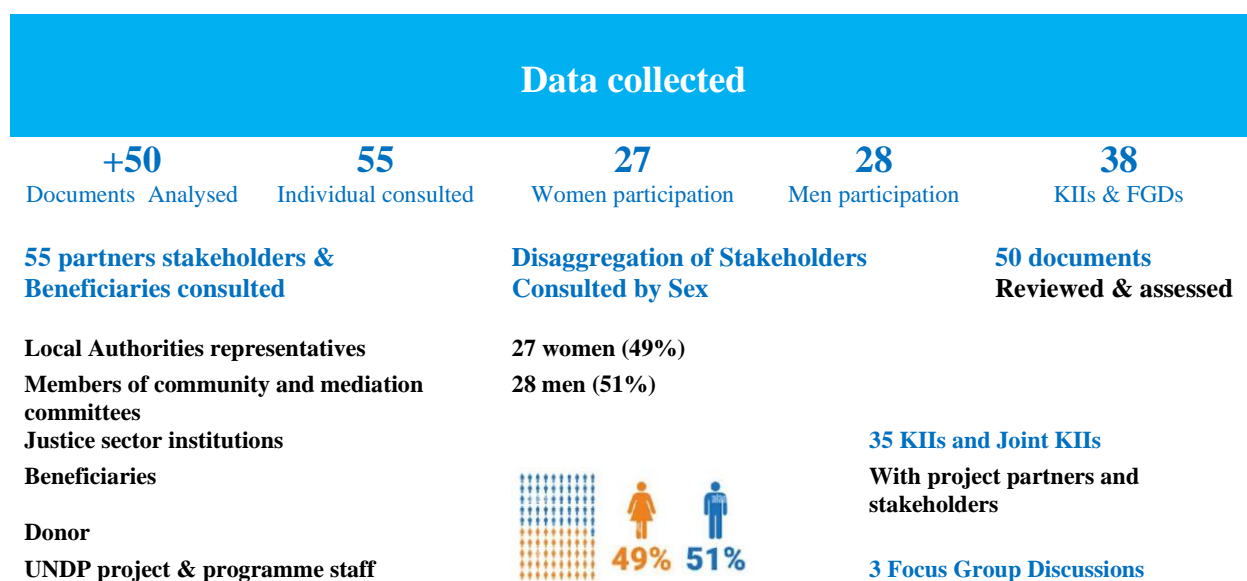 Data collected
+50
Documents Analysed
55
Individual consulted
27
Women participation
28
Men participation
38
KIIs & FGDs
55 partners stakeholders &
Beneficiaries consulted
Local Authorities representatives
Members of community and mediation
committees
Justice sector institutions
Beneficiaries
Donor
UNDP project & programme staff
Disaggregation of Stakeholders
Consulted by Sex
27 women (49%)
28 men (51%)
49% 51%
50 documents
Reviewed & assessed
35 KIIs and Joint KIIs
With project partners and
stakeholders
3 Focus Group Discussions